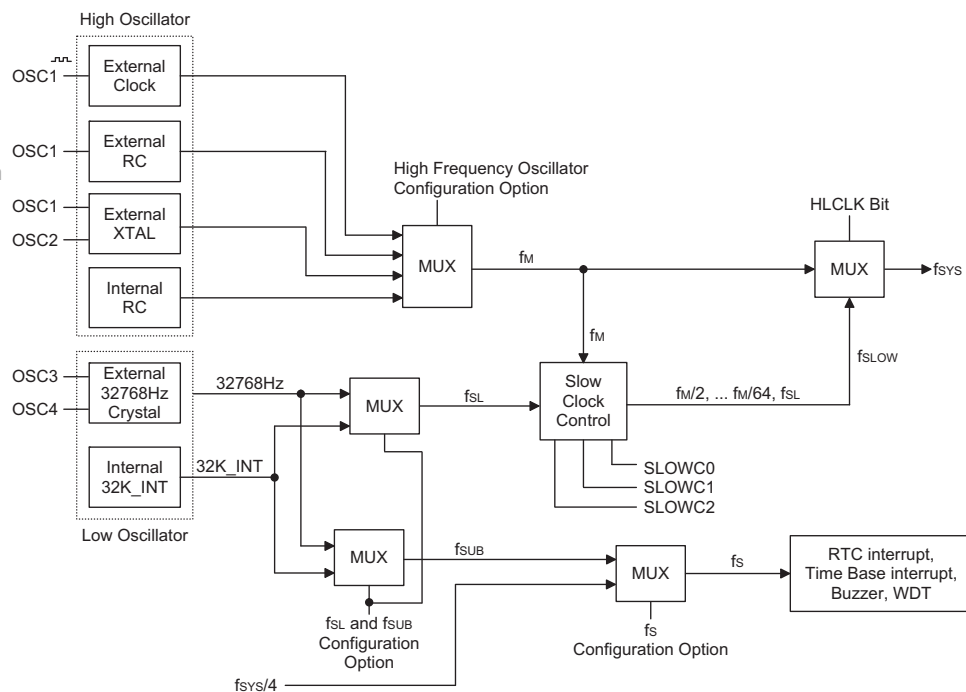 High Oscillator
OSC1
External
Clock
OSC1
External
RC
OSC1
OSC2
External
XTAL
Internal
RC
High Frequency Oscillator
Configuration Option
MUX
fM
HLCLK Bit
MUX
fSYS
fM
fSLOW
OSC3
OSC4
External
32768Hz
Crystal
32768Hz
MUX
fSL
Slow
Clock
Control
fM/2, ... fM/64, fSL
Internal
32K_INT
32K_INT
SLOWC0
SLOWC1
SLOWC2
Low Oscillator
MUX
fSUB
MUX
fS
RTC interrupt,
Time Base interrupt,
Buzzer, WDT
fSL and fSUB
Configuration
Option
fS
Configuration Option
fSYS/4